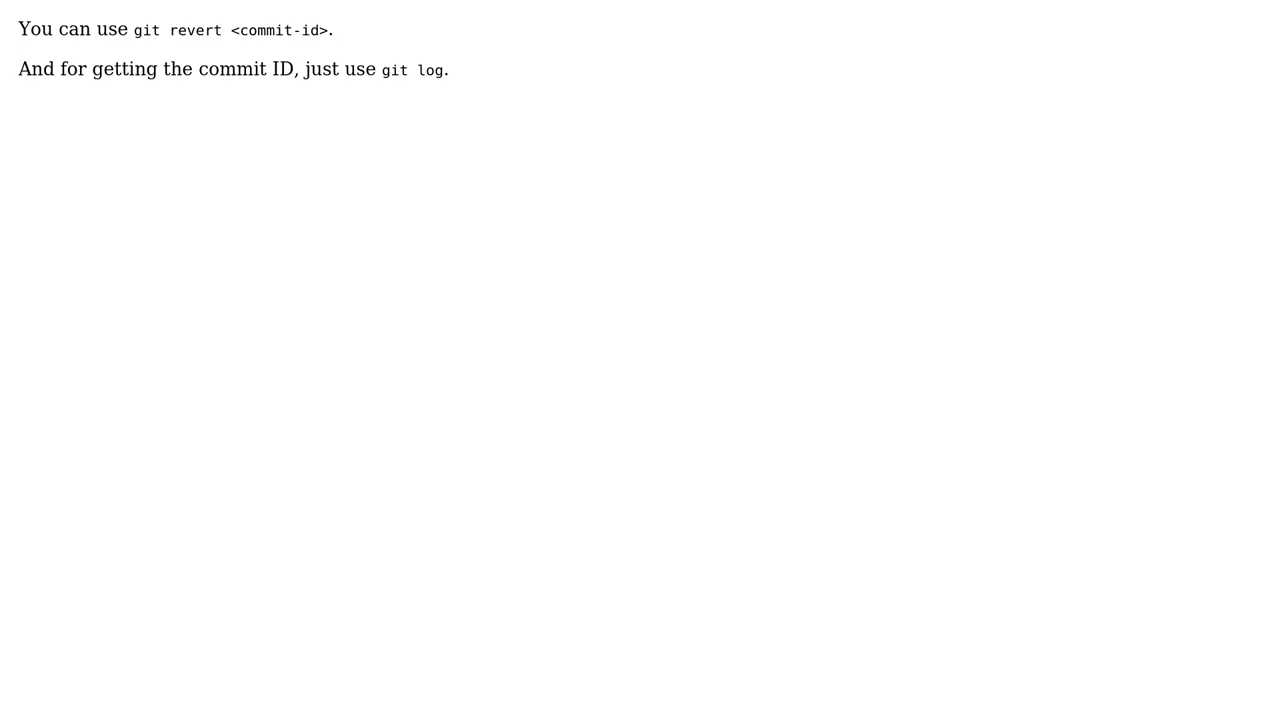 You can use git revert <commit-id>.
And for getting the commit ID, just use git log.